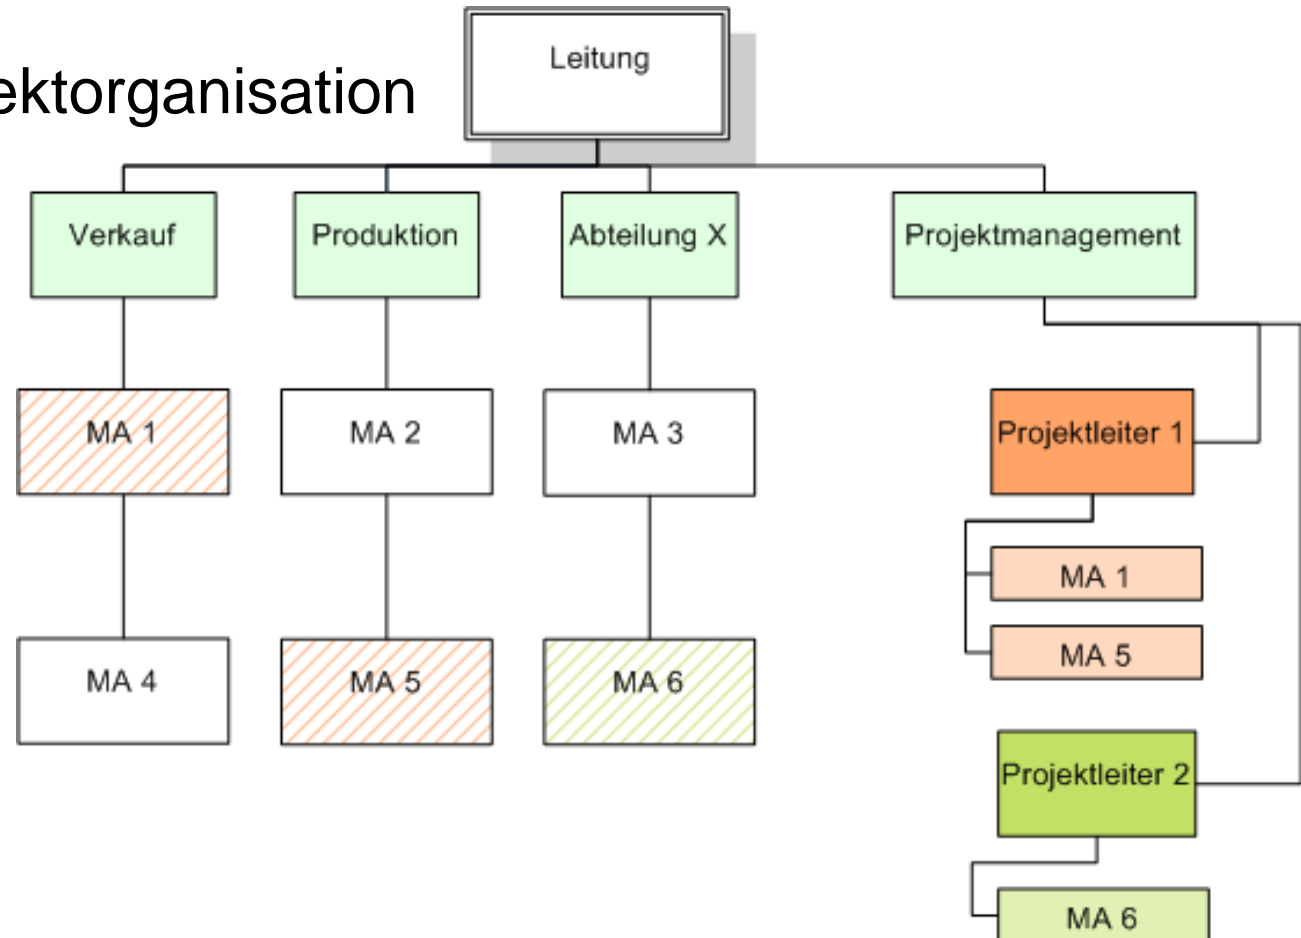 ektorganisation
Leitung
Verkauf
Produktion
Abteilung X
Projektmanagement
MA 1
MA 2
MA 3
Projektleiter 1
MA 1
MA 5
MA 4
MA 5
MA 6
Projektleiter 2
MA 6